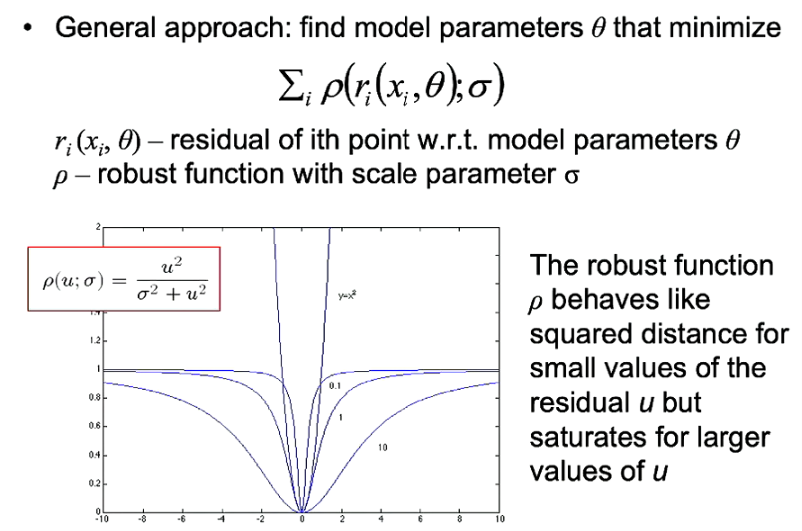 • General approach: find model parameters θ that minimize
∑ᵢ ρ(rᵢ(xᵢ,θ);σ)
rᵢ (xᵢ, θ) – residual of ith point w.r.t. model parameters θ
ρ – robust function with scale parameter σ
ρ(u; σ) = u² / (σ² + u²)
2
1.4
1.2
1
0.8
0.6
0.4
0.2
0
-10 -8 -6 -4 -2 0 2 4 6 8 10
y=x²
0.1
1
10
The robust function
ρ behaves like
squared distance for
small values of the
residual u but
saturates for larger
values of u